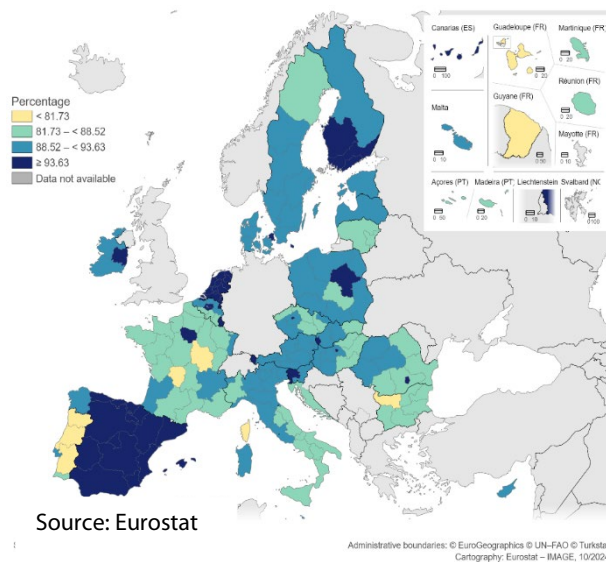 Percentage
< 81.73
81.73 – < 88.52
88.52 – < 93.63
≥ 93.63
Data not available
Canarias (ES)
0 100
Guadeloupe (FR)
0 20
Martinique (FR)
0 20
Malta
0 10
Guyane (FR)
0 50
Réunion (FR)
0 20
Mayotte (FR)
0 10
Açores (PT)
0 50
Madeira (PT)
0 20
Liechtenstein
0 10
Svalbard (NO
0 100
Source: Eurostat
Administrative boundaries: © EuroGeographics © UN–FAO © Turksta
Cartography: Eurostat – IMAGE, 10/2024